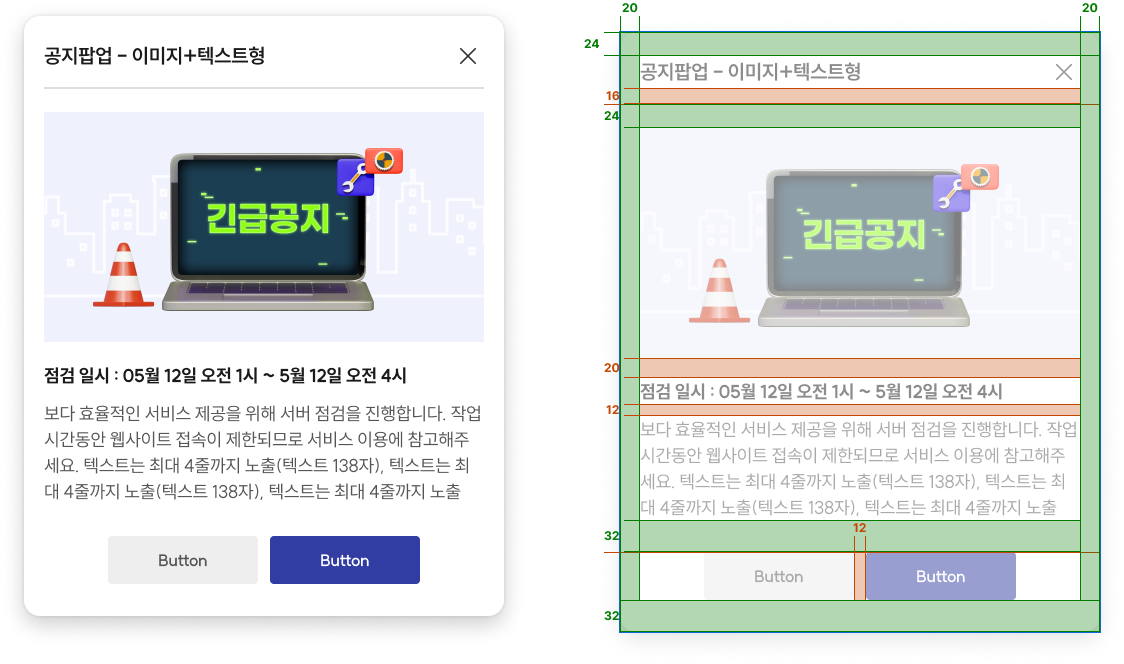 공지팝업 - 이미지+텍스트형
긴급공지
점검 일시 : 05월 12일 오전 1시 ~ 5월 12일 오전 4시
보다 효율적인 서비스 제공을 위해 서버 점검을 진행합니다. 작업
시간동안 웹사이트 접속이 제한되므로 서비스 이용에 참고해주
세요. 텍스트는 최대 4줄까지 노출(텍스트 138자), 텍스트는 최
대 4줄까지 노출(텍스트 138자), 텍스트는 최대 4줄까지 노출
Button Button
20 20
24
공지팝업 - 이미지+텍스트형
16
24
긴급공지
20
점검 일시 : 05월 12일 오전 1시 ~ 5월 12일 오전 4시
12
보다 효율적인 서비스 제공을 위해 서버 점검을 진행합니다. 작업
시간동안 웹사이트 접속이 제한되므로 서비스 이용에 참고해주
세요. 텍스트는 최대 4줄까지 노출(텍스트 138자), 텍스트는 최
대 4줄까지 노출(텍스트 138자), 텍스트는 최대 4줄까지 노출
12
32
Button Button
32